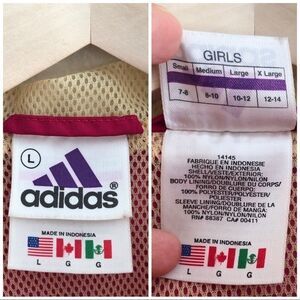 L
adidas®
MADE IN INDONESIA
L G G
GIRLS
Small Medium Large X Large
7-8 8-10 10-12 12-14
14145
FABRIQUE EN INDONESIE
HECHO EN INDONESIE
SHELL/VESTE/EXTERIOR:
100% NYLON/NYLON/NILON
BODY LINING/DOUBLURE DU CORPS/
FORRO DE CUERPO:
100% POLYESTER/POLYESTER
SLEEVE LINING/DOUBLURE DE LA
MANCHE/FORRO DE MANGA:
100% NYLON/NYLON/NILON
RN# 88387 CA# 00411
MADE IN INDONESIA
L G G